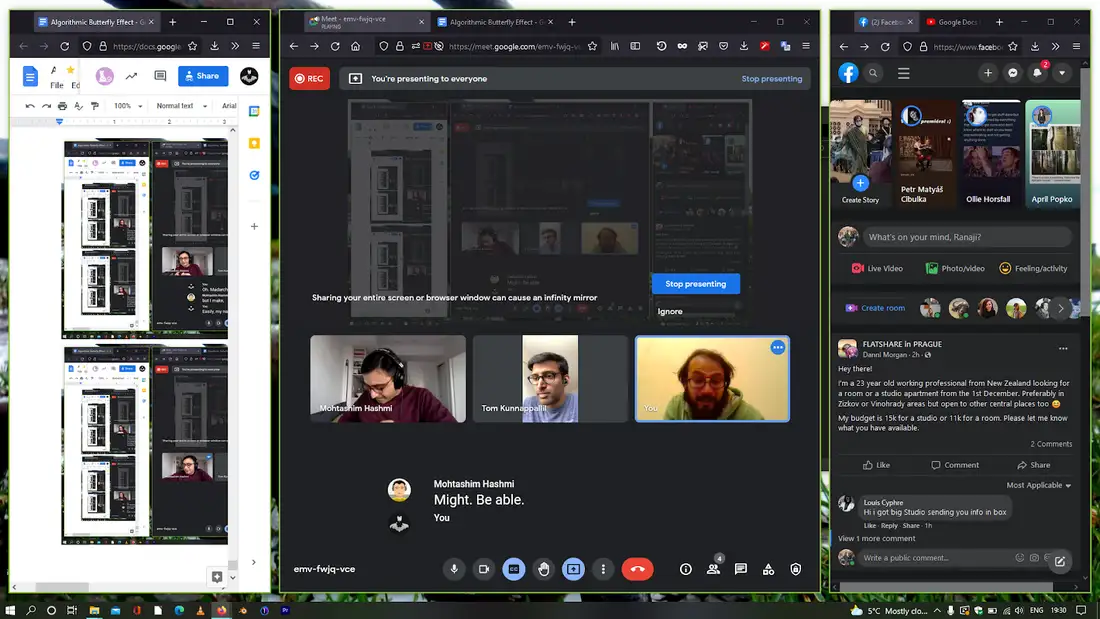 Algorithmic Butterfly Effect - G
https://docs.google
File
Ed
Share
100%
Normal text
Arial
Meet - emv-fwjq-vce
PLAYING
Algorithmic Butterfly Effect - Go
https://meet.google.com/emv-fwjq-vc
REC
You're presenting to everyone
Stop presenting
Sharing your entire screen or browser window can cause an infinity mirror
Stop presenting
Ignore
Mohtashim Hashmi
Tom Kunnappallil
You
Mohtashim Hashmi
Might. Be able.
You
emv-fwjq-vce
4
(2) Facebook
YouTube
Google Docs
https://www.facebo
2
Create Story
premiéra! :)
Petr Matyáš
Cibulka
Ollie Horsfall
April Popko
What's on your mind, Ranaji?
Live Video
Photo/video
Feeling/activity
Create room
FLATSHARE in PRAGUE
Danni Morgan · 2h ·
Hey there!
I'm a 23 year old working professional from New Zealand looking for
a room or a studio apartment from the 1st December. Preferably in
Zizkov or Vinohrady areas but open to other central places too
My budget is 15k for a studio or 11k for a room. Please let me know
what you have available.
2 Comments
Like
Comment
Share
Most Applicable
Louis Cyphre
Hi i got big Studio sending you info in box
Like · Reply · Share · 1h
View 1 more comment
Write a public comment...
5°C Mostly clo...
ENG
19:30